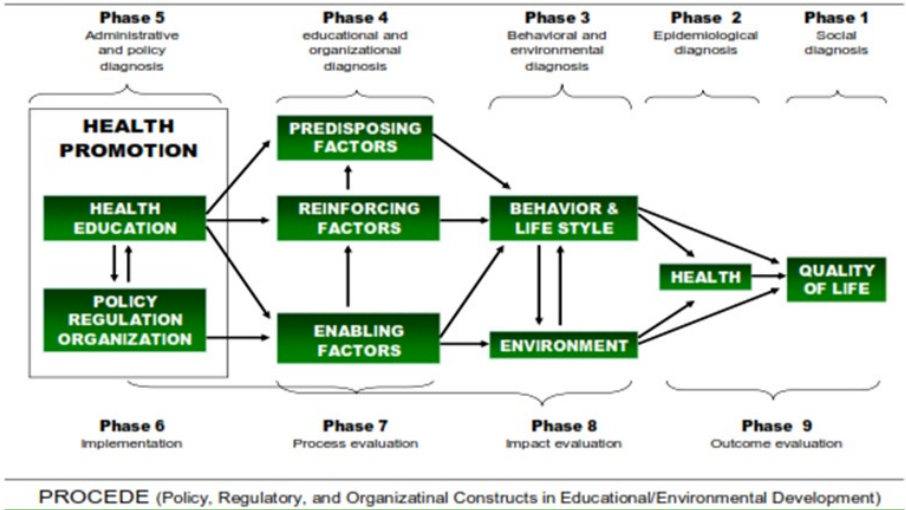 Phase 5
Administrative
and policy
diagnosis
Phase 4
educational and
organizational
diagnosis
Phase 3
Behavioral and
environmental
diagnosis
Phase 2
Epidemiological
diagnosis
Phase 1
Social
diagnosis
HEALTH
PROMOTION
HEALTH
EDUCATION
POLICY
REGULATION
ORGANIZATION
PREDISPOSING
FACTORS
REINFORCING
FACTORS
ENABLING
FACTORS
BEHAVIOR &
LIFE STYLE
ENVIRONMENT
HEALTH
QUALITY
OF LIFE
Phase 6
Implementation
Phase 7
Process evaluation
Phase 8
Impact evaluation
Phase 9
Outcome evaluation
PROCEDE (Policy, Regulatory, and Organizatinal Constructs in Educational/Environmental Development)